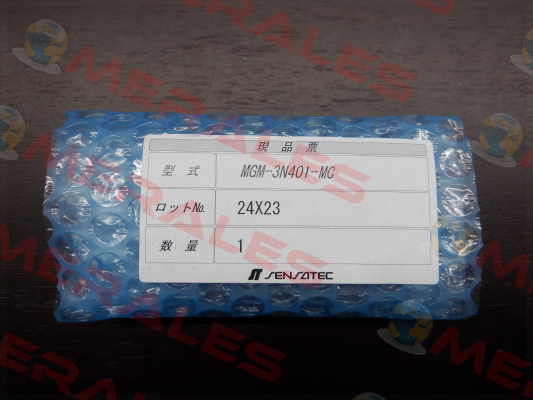 現品票
型式 MGM-3N401-MC
ロット№ 24X23
数量 1
SENSATEC
MERALES
MERALES
MERALES
MERALES